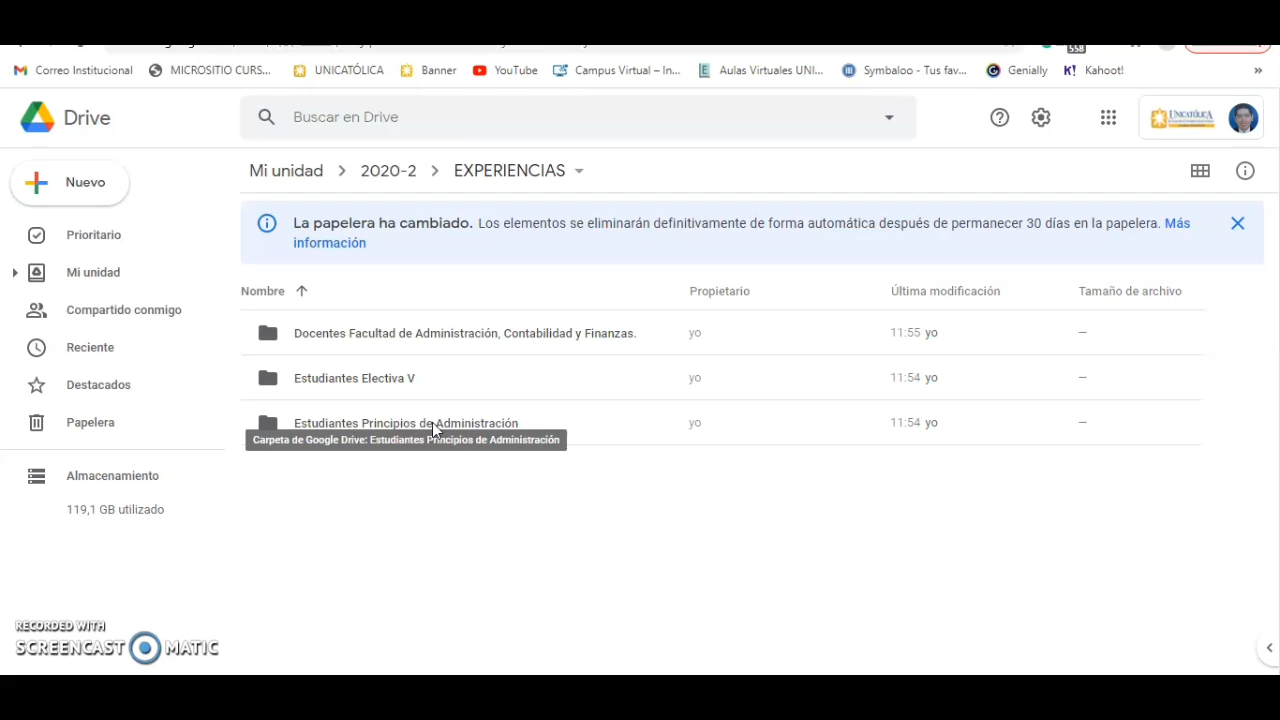 558
Correo Institucional
MICROSITIO CURS...
UNICATÓLICA
Banner
YouTube
Campus Virtual – In...
Aulas Virtuales UNI...
Symbaloo - Tus fav...
Genially
K!
Kahoot!
»
Drive
Buscar en Drive
UNICATÓLICA
Mi unidad > 2020-2 > EXPERIENCIAS
Nuevo
La papelera ha cambiado. Los elementos se eliminarán definitivamente de forma automática después de permanecer 30 días en la papelera. Más
información
Prioritario
Mi unidad
Compartido conmigo
Reciente
Destacados
Papelera
Almacenamiento
119,1 GB utilizado
Nombre Propietario Última modificación Tamaño de archivo
Docentes Facultad de Administración, Contabilidad y Finanzas. yo 11:55 yo —
Estudiantes Electiva V yo 11:54 yo —
Estudiantes Principios de Administración yo 11:54 yo —
Carpeta de Google Drive: Estudiantes Principios de Administración
RECORDED WITH
SCREENCAST MATIC